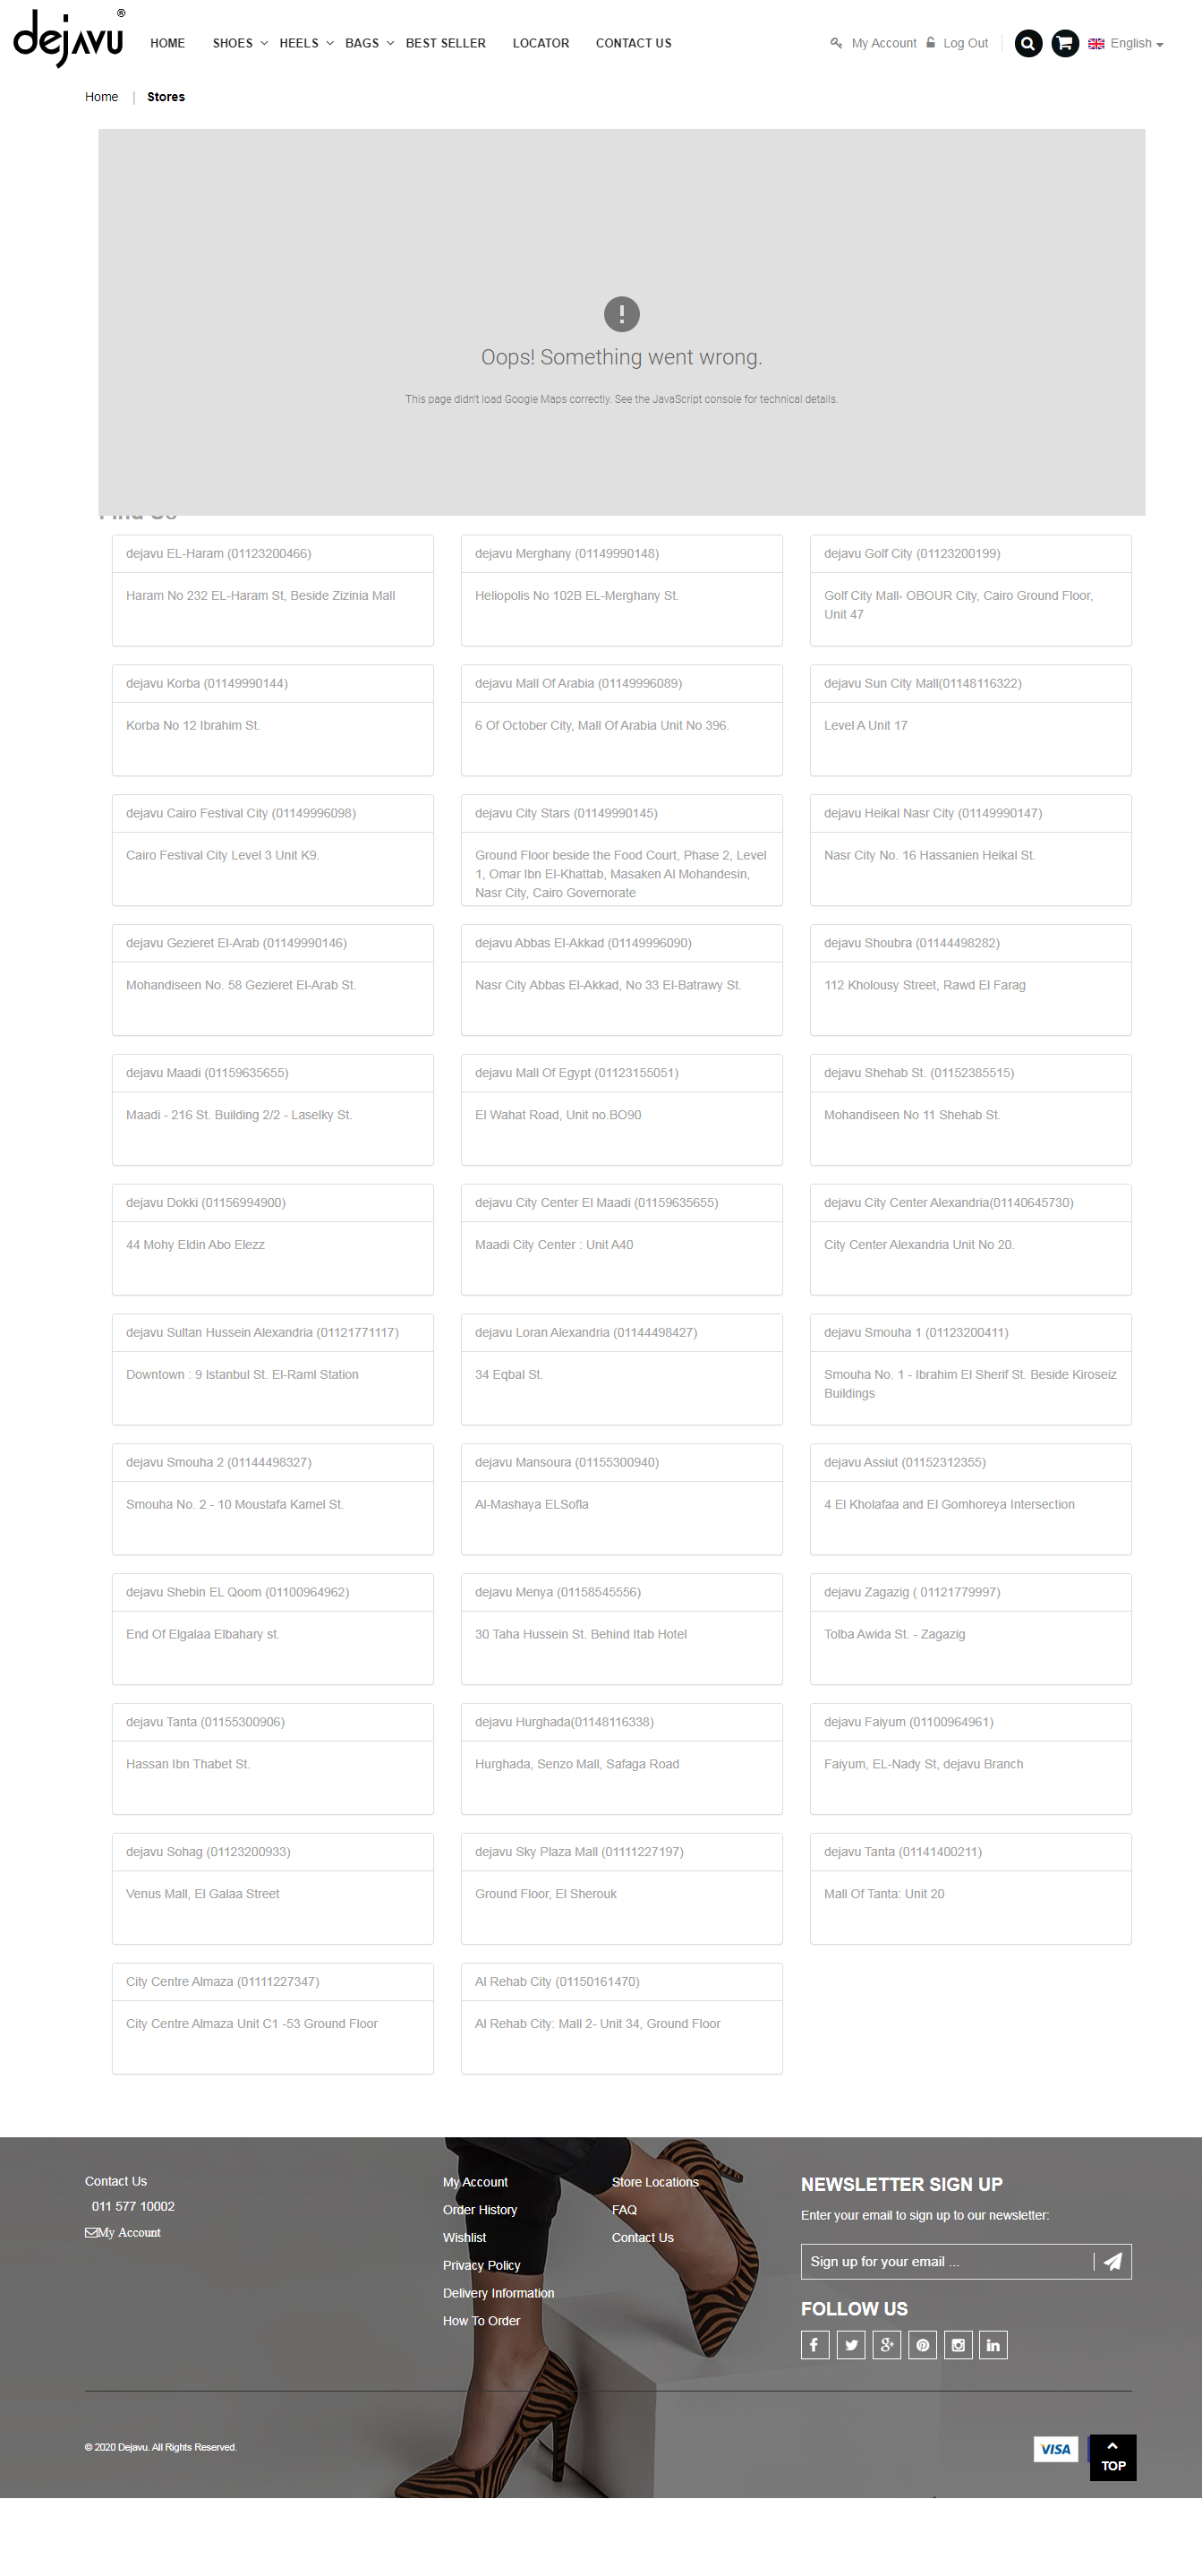 dejavu ®
HOME SHOES HEELS BAGS BEST SELLER LOCATOR CONTACT US My Account Log Out English
Home | Stores
Oops! Something went wrong.
This page didn't load Google Maps correctly. See the JavaScript console for technical details.
Find Us
dejavu EL-Haram (01123200466)
Haram No 232 EL-Haram St, Beside Zizinia Mall
dejavu Merghany (01149990148)
Heliopolis No 102B EL-Merghany St.
dejavu Golf City (01123200199)
Golf City Mall، OBOUR City, Cairo Ground Floor,
Unit 47
dejavu Korba (01149990144)
Korba No 12 Ibrahim St.
dejavu Mall Of Arabia (01149996089)
6 Of October City, Mall Of Arabia Unit No 396.
dejavu Sun City Mall(01148116322)
Level A Unit 17
dejavu Cairo Festival City (01149996098)
Cairo Festival City Level 3 Unit K9.
dejavu City Stars (01149990145)
Ground Floor beside the Food Court, Phase 2, Level
1, Omar Ibn El-Khattab, Masaken Al Mohandesin,
Nasr City, Cairo Governorate
dejavu Heikal Nasr City (01149990147)
Nasr City No. 16 Hassanien Heikal St.
dejavu Gezieret El-Arab (01149990146)
Mohandiseen No. 58 Gezieret El-Arab St.
dejavu Abbas El-Akkad (01149996090)
Nasr City Abbas El-Akkad, No 33 El-Batrawy St.
dejavu Shoubra (01144498282)
112 Kholousy Street, Rawd El Farag
dejavu Maadi (01159635655)
Maadi - 216 St. Building 2/2 - Laselky St.
dejavu Mall Of Egypt (01123155051)
El Wahat Road, Unit no.BO90
dejavu Shehab St. (01152385515)
Mohandiseen No 11 Shehab St.
dejavu Dokki (01156994900)
44 Mohy Eldin Abo Elezz
dejavu City Center El Maadi (01159635655)
Maadi City Center : Unit A40
dejavu City Center Alexandria(01140645730)
City Center Alexandria Unit No 20.
dejavu Sultan Hussein Alexandria (01121771117)
Downtown : 9 Istanbul St. El-Raml Station
dejavu Loran Alexandria (01144498427)
34 Eqbal St.
dejavu Smouha 1 (01123200411)
Smouha No. 1 - Ibrahim El Sherif St. Beside Kiroseiz
Buildings
dejavu Smouha 2 (01144498327)
Smouha No. 2 - 10 Moustafa Kamel St.
dejavu Mansoura (01155300940)
Al-Mashaya ELSofla
dejavu Assiut (01152312355)
4 El Kholafaa and El Gomhoreya Intersection
dejavu Shebin EL Qoom (01100964962)
End Of Elgalaa Elbahary st.
dejavu Menya (01158545556)
30 Taha Hussein St. Behind Itab Hotel
dejavu Zagazig ( 01121779997)
Tolba Awida St. - Zagazig
dejavu Tanta (01155300906)
Hassan Ibn Thabet St.
dejavu Hurghada(01148116338)
Hurghada, Senzo Mall, Safaga Road
dejavu Faiyum (01100964961)
Faiyum, EL-Nady St, dejavu Branch
dejavu Sohag (01123200933)
Venus Mall, El Galaa Street
dejavu Sky Plaza Mall (01111227197)
Ground Floor, El Sherouk
dejavu Tanta (01141400211)
Mall Of Tanta: Unit 20
City Centre Almaza (01111227347)
City Centre Almaza Unit C1 -53 Ground Floor
Al Rehab City (01150161470)
Al Rehab City: Mall 2- Unit 34, Ground Floor
Contact Us
011 577 10002
My Account
My Account
Order History
Wishlist
Privacy Policy
Delivery Information
How To Order
Store Locations
FAQ
Contact Us
NEWSLETTER SIGN UP
Enter your email to sign up to our newsletter:
Sign up for your email ...
FOLLOW US
© 2020 Dejavu. All Rights Reserved.
VISA
TOP